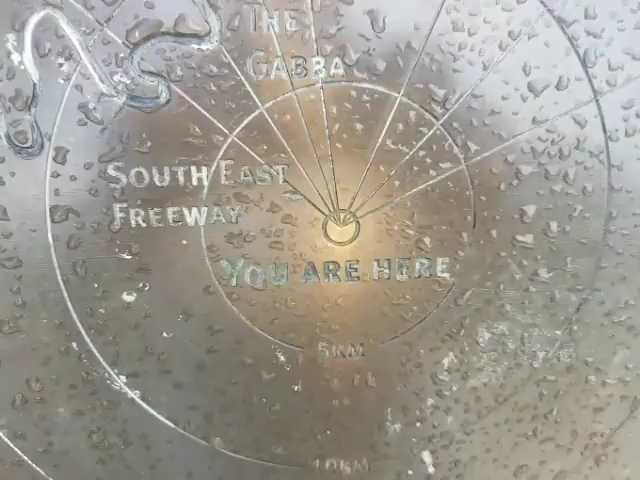 THE
GABBA
SOUTH EAST
FREEWAY
YOU ARE HERE
5KM
10KM